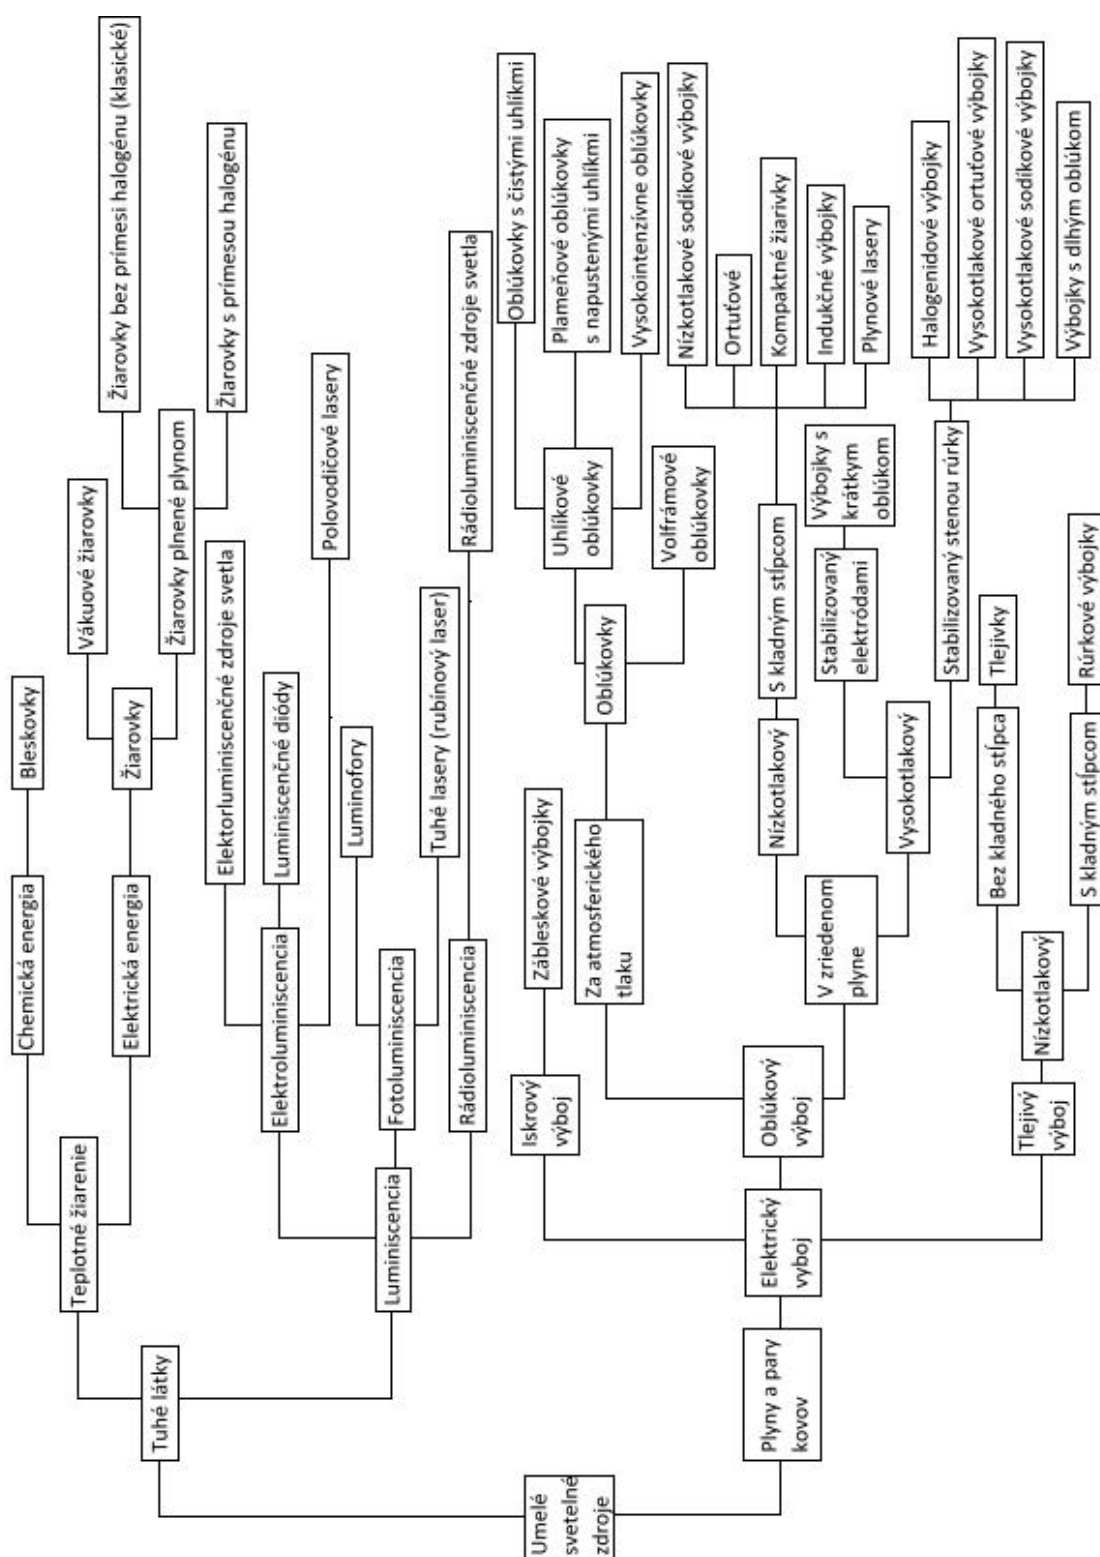 Umelé
svetelné
zdroje
Tuhé látky
Teplotné žiarenie
Chemická energia
Bleskovky
Elektrická energia
Žiarovky
Vákuové žiarovky
Žiarovky plnené plynom
Žiarovky bez prímesi halogénu (klasické)
Žiarovky s prímesou halogénu
Luminiscencia
Elektroluminiscencia
Elektorluminiscenčné zdroje svetla
Luminiscenčné diódy
Polovodičové lasery
Fotoluminiscencia
Luminofory
Tuhé lasery (rubínový laser)
Rádioluminiscencia
Rádioluminiscenčné zdroje svetla
Plyny a pary
kovov
Elektrický
výboj
Iskrový
výboj
Zábleskové výbojky
Oblúkový
výboj
Za atmosferického
tlaku
Oblúkovky
Uhlíkové
oblúkovky
Oblúkovky s čistými uhlíkmi
Plameňové oblúkovky
s napustenými uhlíkmi
Vysokointenzívne oblúkovky
Volfrámové
oblúkovky
V zriedenom
plyne
Nízkotlakový
S kladným stĺpcom
Nízkotlakové sodíkové výbojky
Ortuťové
Kompaktné žiarivky
Indukčné výbojky
Plynové lasery
Vysokotlakový
Stabilizovaný
elektródami
Výbojky s
krátkym
oblúkom
Stabilizovaný stenou rúrky
Halogenidové výbojky
Vysokotlakové ortuťové výbojky
Vysokotlakové sodíkové výbojky
Výbojky s dlhým oblúkom
Tlejivý
výboj
Nízkotlakový
Bez kladného stĺpca
Tlejivky
S kladným stĺpcom
Rúrkové výbojky